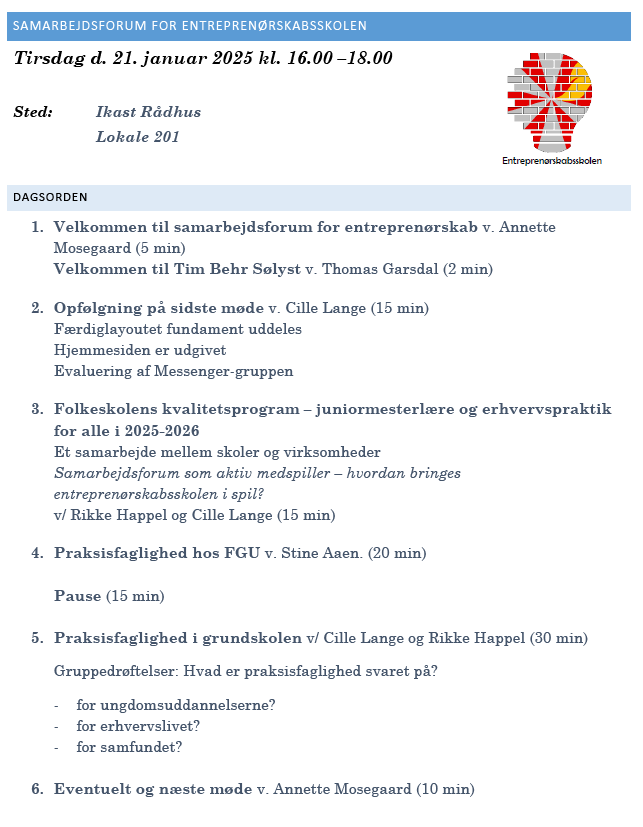 SAMARBEJDSFORUM FOR ENTREPRENØRSKABSSKOLEN
Tirsdag d. 21. januar 2025 kl. 16.00 –18.00
Sted: Ikast Rådhus
Lokale 201
Entreprenørskabsskolen
DAGSORDEN
1. Velkommen til samarbejdsforum for entreprenørskab v. Annette
Mosegaard (5 min)
Velkommen til Tim Behr Sølyst v. Thomas Garsdal (2 min)
2. Opfølgning på sidste møde v. Cille Lange (15 min)
Færdiglayoutet fundament uddeles
Hjemmesiden er udgivet
Evaluering af Messenger-gruppen
3. Folkeskolens kvalitetsprogram – juniormesterlære og erhvervspraktik
for alle i 2025-2026
Et samarbejde mellem skoler og virksomheder
Samarbejdsforum som aktiv medspiller – hvordan bringes
entreprenørskabsskolen i spil?
v/ Rikke Happel og Cille Lange (15 min)
4. Praksisfaglighed hos FGU v. Stine Aaen. (20 min)
Pause (15 min)
5. Praksisfaglighed i grundskolen v/ Cille Lange og Rikke Happel (30 min)
Gruppedrøftelser: Hvad er praksisfaglighed svaret på?
- for ungdomsuddannelserne?
- for erhvervslivet?
- for samfundet?
6. Eventuelt og næste møde v. Annette Mosegaard (10 min)